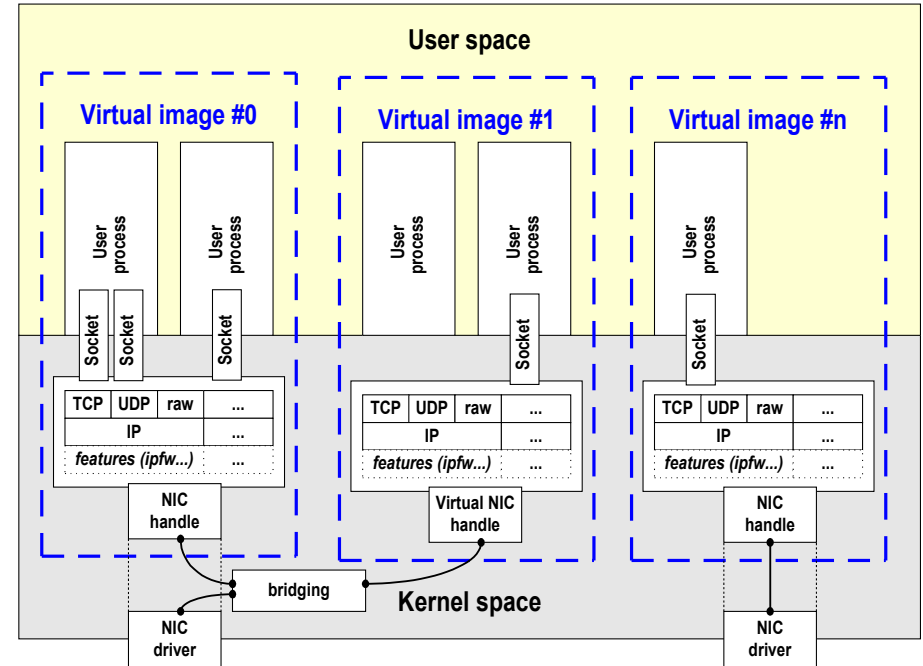 User space
Virtual image #0
Virtual image #1
Virtual image #n
User
process
User
process
User
process
User
process
User
process
Socket
Socket
Socket
Socket
Socket
TCP UDP raw ...
IP ...
features (ipfw...) ...
TCP UDP raw ...
IP ...
features (ipfw...) ...
TCP UDP raw ...
IP ...
features (ipfw...) ...
NIC
handle
Virtual NIC
handle
NIC
handle
bridging
Kernel space
NIC
driver
NIC
driver